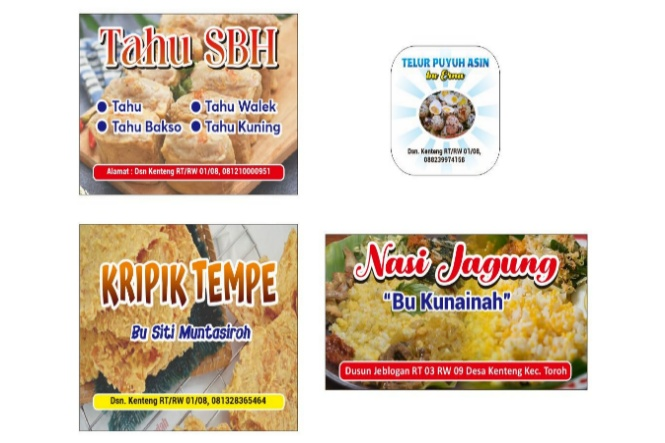 Tahu SBH
Tahu
Tahu Walek
Tahu Bakso
Tahu Kuning
Alamat : Dsn Kenteng RT/RW 01/08, 081210000951
TELUR PUYUH ASIN
bu Erna
Dsn. Kenteng RT/RW 01/08,
088239974156
KRIPIK TEMPE
Bu Siti Muntasiroh
Dsn. Kenteng RT/RW 01/08, 081328365464
Nasi Jagung
"Bu Kunainah"
Dusun Jeblogan RT 03 RW 09 Desa Kenteng Kec. Toroh